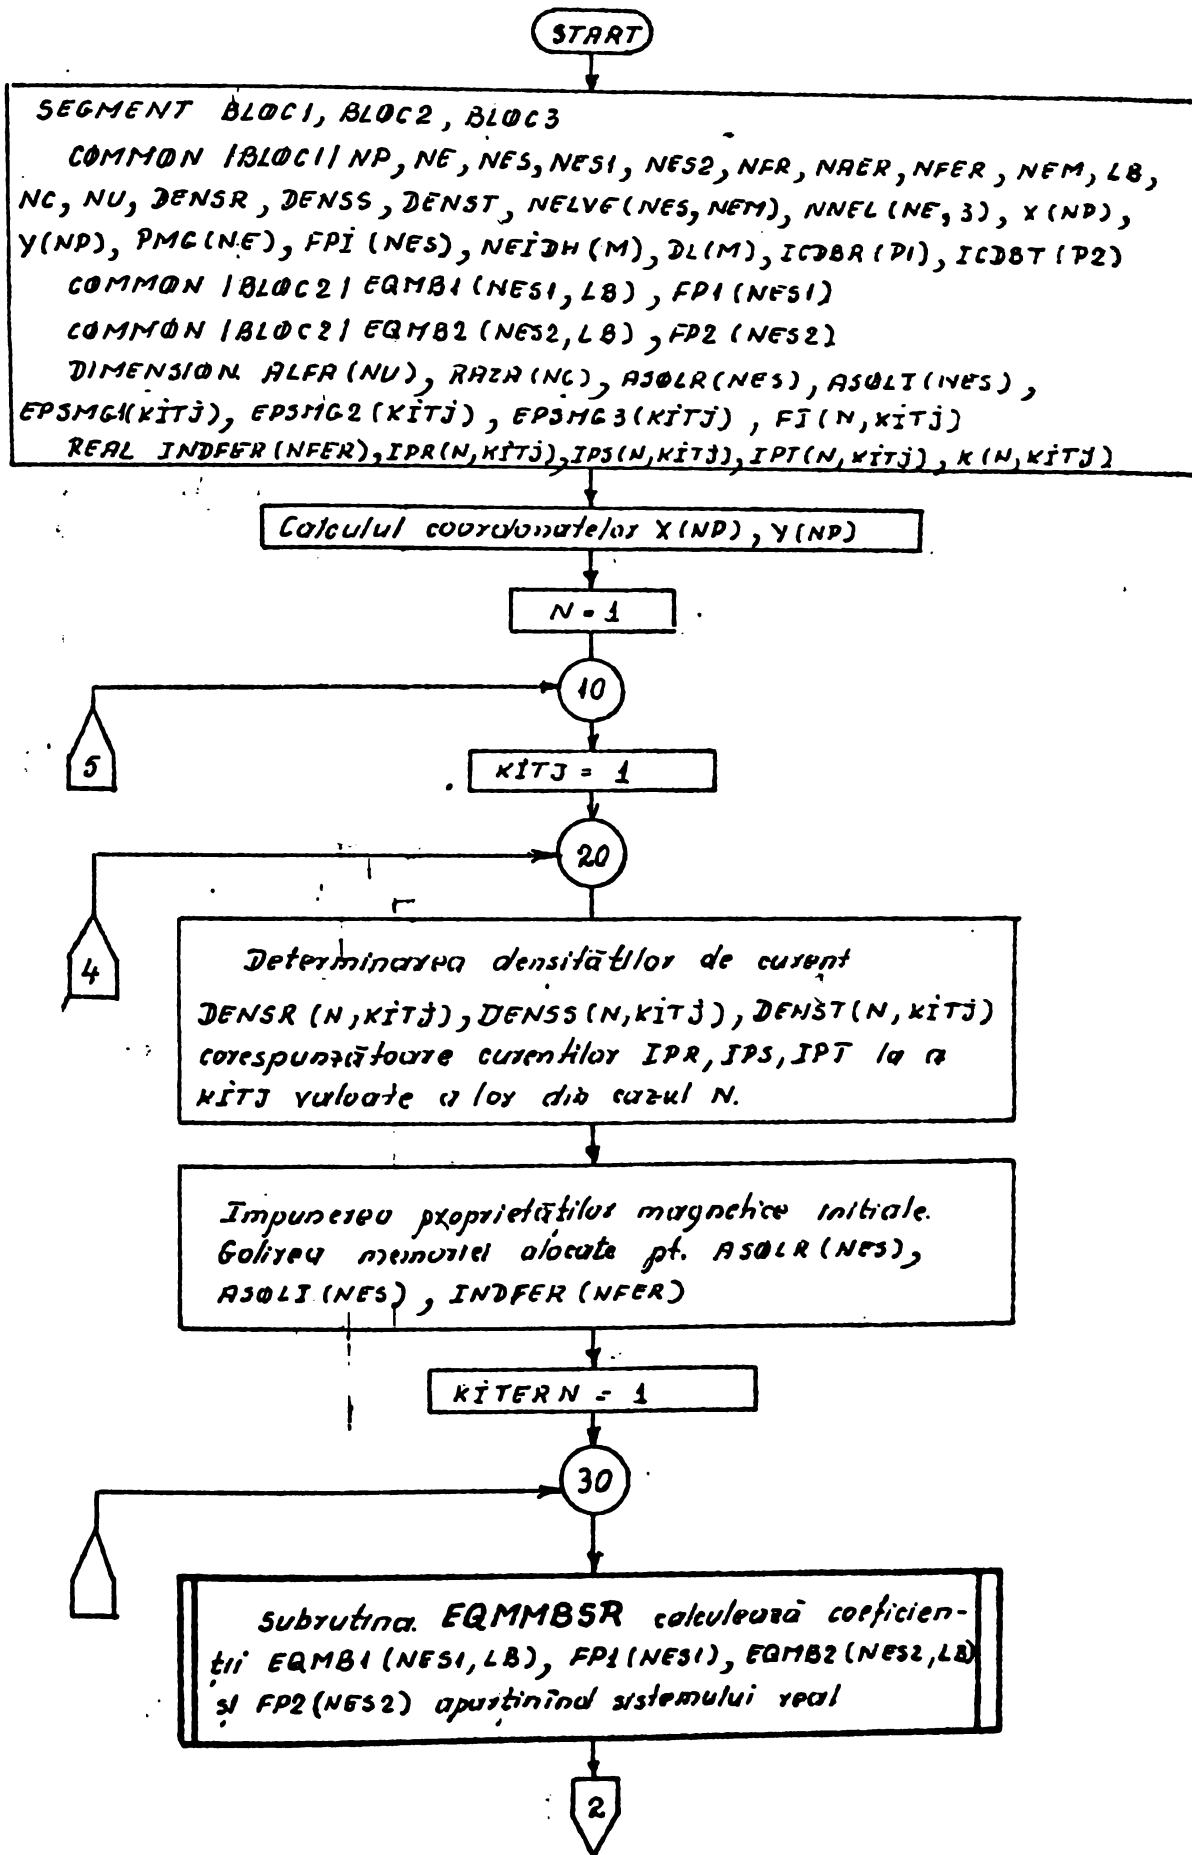 START
SEGMENT BLOC1, BLOC2, BLOC3
COMMON /BLOC1/ NP, NE, NES, NES1, NES2, NFR, NAER, NFER, NEM, LB,
NC, NU, DENSR, DENSS, DENST, NELVE(NES, NEM), NNEL(NE, 3), X(NP),
Y(NP), PMG(NE), FPI(NES), NEIDH(M), DL(M), ICDBR(P1), ICDBT(P2)
COMMON /BLOC2/ EQMB1(NES1, LB), FP1(NES1)
COMMON /BLOC2/ EQMB2(NES2, LB), FP2(NES2)
DIMENSION. ALFA(NU), RAZA(NC), ASOLR(NES), ASOLI(NES),
EPSMG1(KITJ), EPSMG2(KITJ), EPSMG3(KITJ), FI(N, KITJ)
REAL INDFER(NFER), IPR(N, KITJ), IPS(N, KITJ), IPT(N, KITJ), K(N, KITJ)
Calculul coordonatelor X(NP), Y(NP)
N = 1
10
5
KITJ = 1
20
4
Determinarea densităților de curent
DENSR (N, KITJ), DENSS (N, KITJ), DENST (N, KITJ)
corespunzătoare curentilor IPR, IPS, IPT la a
KITJ valoate a lor din cazul N.
Impunerea proprietăților magnetice initiale.
Golirea memoriei alocate pt. ASOLR (NES),
ASOLI (NES), INDFER (NFER)
KITERN = 1
30
Subrutina. EQMMBSR calculează coeficien-
ții EQMB1 (NES1, LB), FP1 (NES1), EQMB2 (NES2, LB)
și FP2 (NES2) aparținînd sistemului real
2